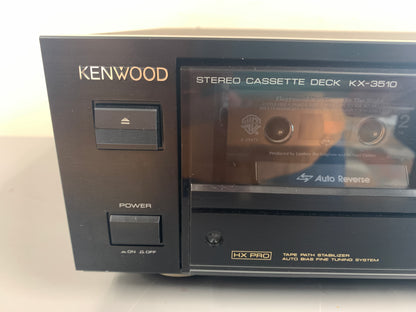 KENWOOD
STEREO CASSETTE DECK KX-3510
2
Auto Reverse
POWER
ON OFF
HX PRO
TAPE PATH STABILIZER
AUTO BIAS FINE TUNING SYSTEM